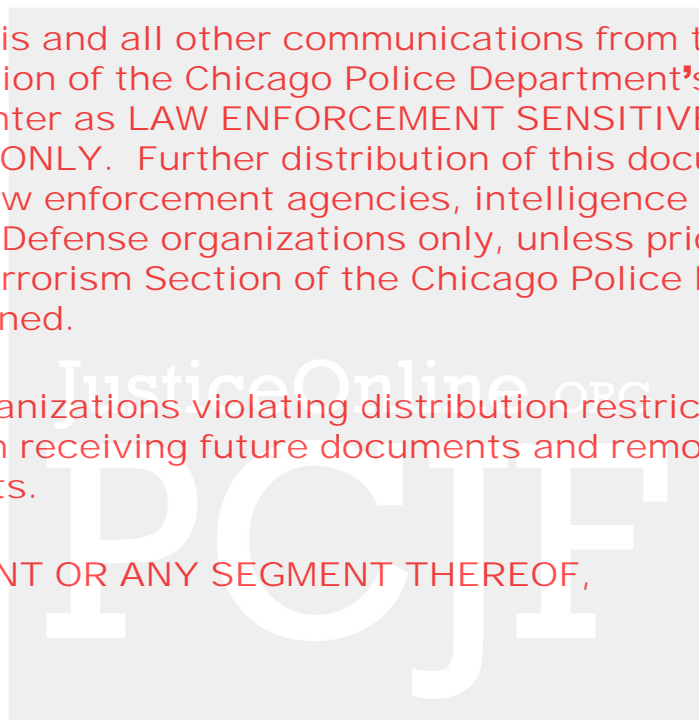 is and all other communications from t
ion of the Chicago Police Department's
nter as LAW ENFORCEMENT SENSITIVE
ONLY. Further distribution of this docu
w enforcement agencies, intelligence
Defense organizations only, unless pric
rrorism Section of the Chicago Police
ned.
JusticeOnline.ORG
anizations violating distribution restric
n receiving future documents and remo
ts.
PCJF
NT OR ANY SEGMENT THEREOF,